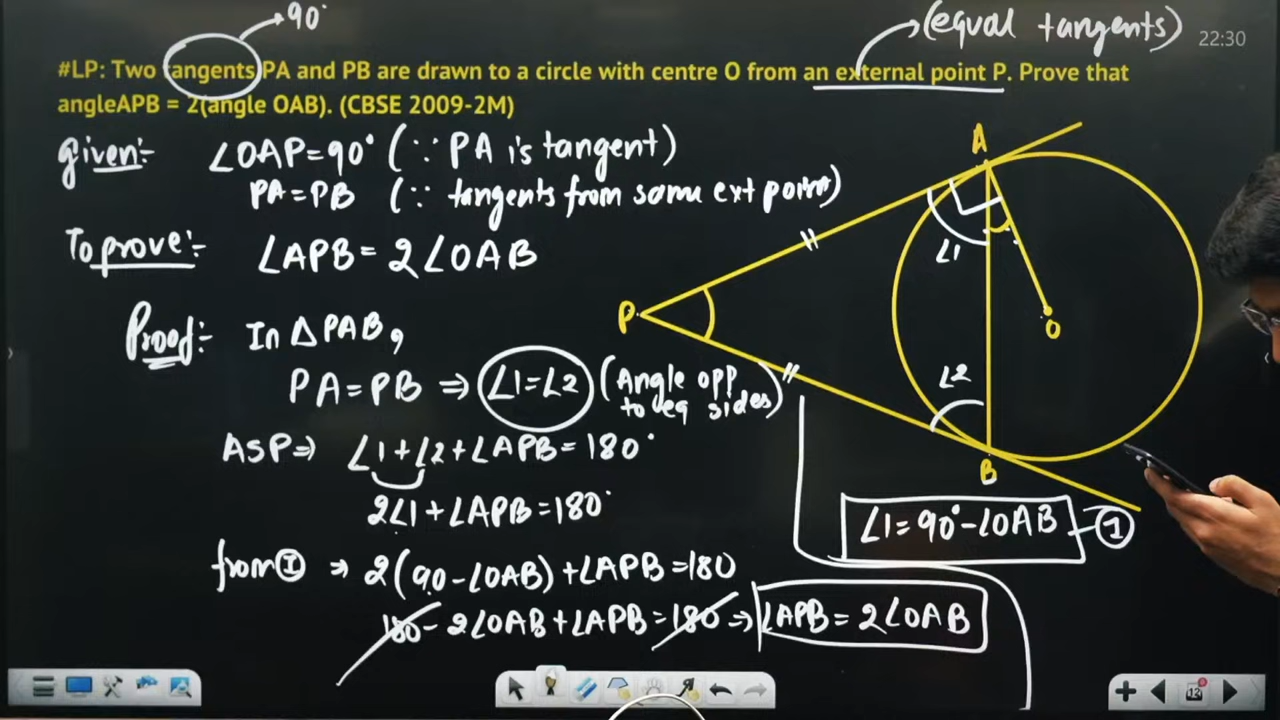 90°
(equal tangents)
22:30
#LP: Two tangents PA and PB are drawn to a circle with centre O from an external point P. Prove that
angleAPB = 2(angle OAB). (CBSE 2009-2M)
given:- ∠OAP=90° (∵ PA is tangent)
PA=PB (∵ tangents from same ext point)
To prove:- ∠APB = 2∠OAB
Proof:- In △PAB,
PA=PB ⇒ ∠1=∠2 (Angle opp
to eq sides)
ASP⇒ ∠1+∠2+∠APB=180°
2∠1+∠APB=180°
from ① ⇒ 2(90-∠OAB)+∠APB=180
180-2∠OAB+∠APB=180⇒ ∠APB=2∠OAB
A
∠1
P
O
∠2
B
∠1=90°-∠OAB ①
12